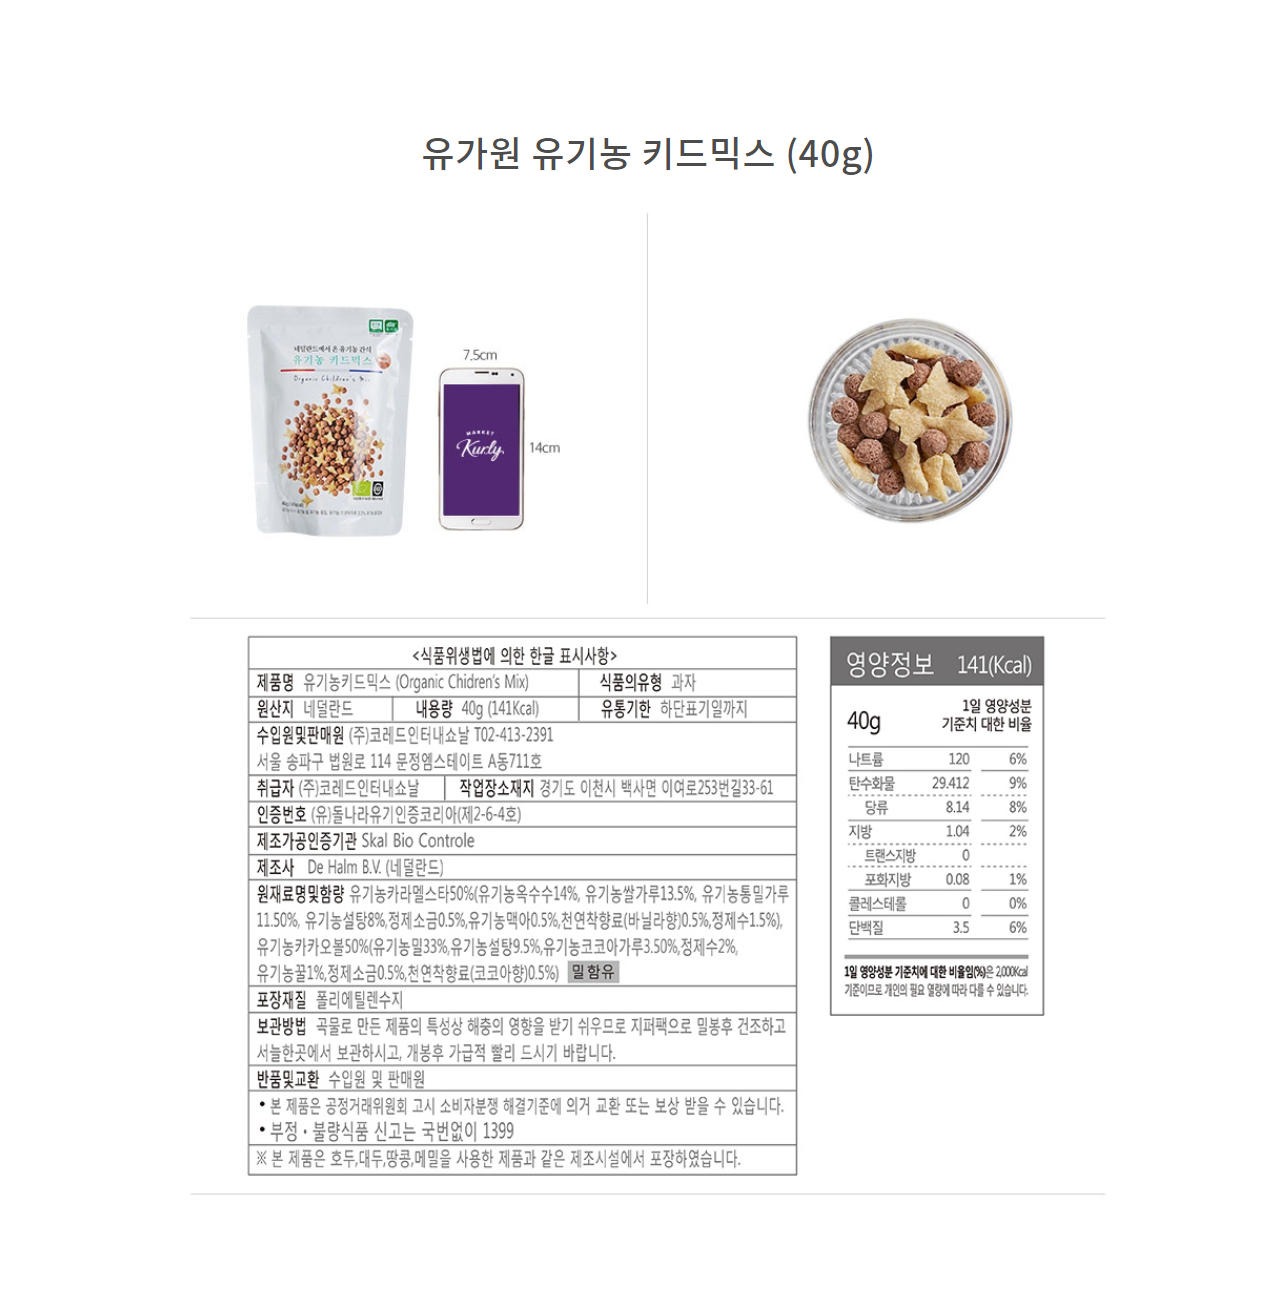 유가원 유기농 키드믹스 (40g)
네덜란드에서 온 유기농 간식
유기농 키드믹스
Organic Children's Mix
7.5cm
MARKET
Kurly
14cm
<식품위생법에 의한 한글 표시사항>
제품명 유기농키드믹스 (Organic Chidren's Mix) 식품의유형 과자
원산지 네덜란드 내용량 40g (141Kcal) 유통기한 하단표기일까지
수입원및판매원 (주)코레드인터내쇼날 T02-413-2391
서울 송파구 법원로 114 문정엠스테이트 A동711호
취급자 (주)코레드인터내쇼날 작업장소재지 경기도 이천시 백사면 이여로253번길33-61
인증번호 (유)돌나라유기인증코리아(제2-6-4호)
제조가공인증기관 Skal Bio Controle
제조사 De Halm B.V. (네덜란드)
원재료명및함량 유기농카라멜스타50%(유기농옥수수14%, 유기농쌀가루13.5%, 유기농통밀가루
11.50%, 유기농설탕8%,정제소금0.5%,유기농맥아0.5%,천연착향료(바닐라향)0.5%,정제수1.5%),
유기농카카오볼50%(유기농밀33%,유기농설탕9.5%,유기농코코아가루3.50%,정제수2%,
유기농꿀1%,정제소금0.5%,천연착향료(코코아향)0.5%) 밀함유
포장재질 폴리에틸렌수지
보관방법 곡물로 만든 제품의 특성상 해충의 영향을 받기 쉬우므로 지퍼팩으로 밀봉후 건조하고
서늘한곳에서 보관하시고, 개봉후 가급적 빨리 드시기 바랍니다.
반품및교환 수입원 및 판매원
• 본 제품은 공정거래위원회 고시 소비자분쟁 해결기준에 의거 교환 또는 보상 받을 수 있습니다.
• 부정・불량식품 신고는 국번없이 1399
※ 본 제품은 호두,대두,땅콩,메밀을 사용한 제품과 같은 제조시설에서 포장하였습니다.
영양정보 141(Kcal)
40g 1일 영양성분
기준치 대한 비율
나트륨 120 6%
탄수화물 29.412 9%
당류 8.14 8%
지방 1.04 2%
트랜스지방 0
포화지방 0.08 1%
콜레스테롤 0 0%
단백질 3.5 6%
1일 영양성분 기준치에 대한 비율임(%)은 2,000Kcal
기준이므로 개인의 필요 열량에 따라 다를 수 있습니다.